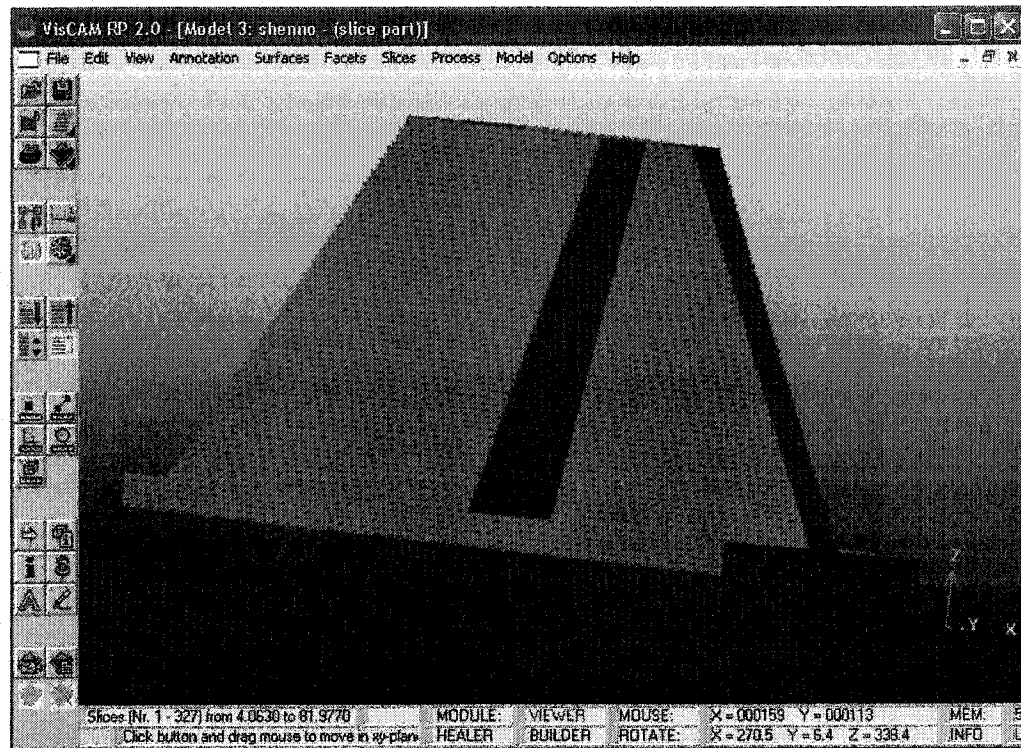 VisCAM RP 2.0 - [Model 3: shenno - (slice part)]
File Edit View Annotation Surfaces Facets Slices Process Model Options Help
Z
Y X
Slices (Nr. 1 - 327) from 4.0630 to 81.9770 MODULE: VIEWER MOUSE: X=000159 Y=000113 MEM:
Click button and drag mouse to move in xy-plan HEALER BUILDER ROTATE: X=270.5 Y=6.4 Z=338.4 INFO